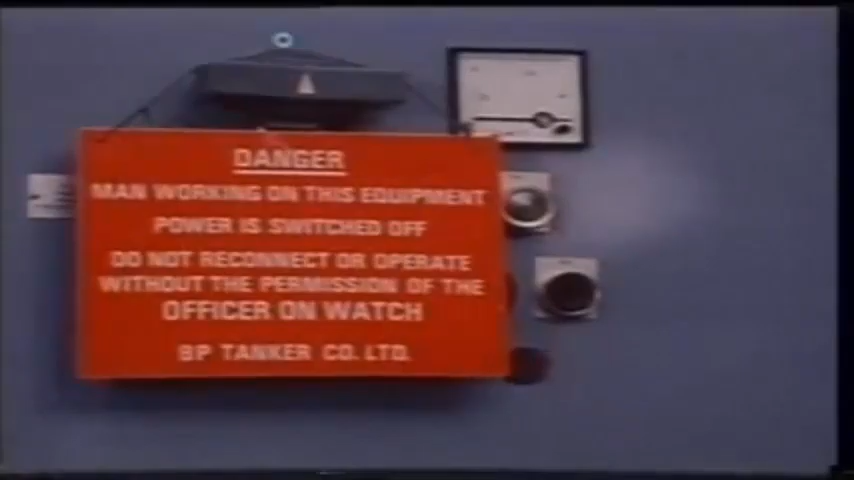 DANGER
MAN WORKING ON THIS EQUIPMENT
POWER IS SWITCHED OFF
DO NOT RECONNECT OR OPERATE
WITHOUT THE PERMISSION OF THE
OFFICER ON WATCH
BP TANKER CO. LTD.